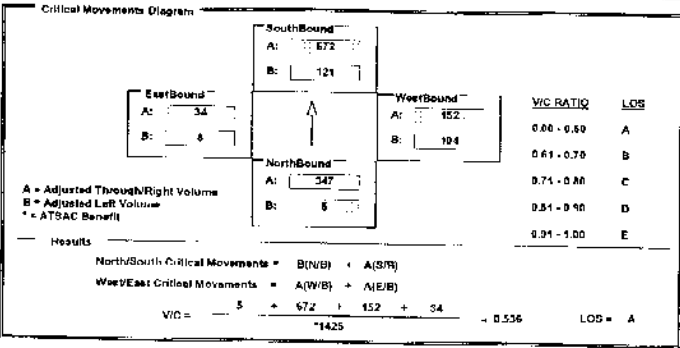 Critical Movements Diagram
SouthBound
A: 672
B: 121
EastBound
A: 34
B: 8
WestBound
A: 152
B: 104
NorthBound
A: 347
B: 5
V/C RATIO LOS
0.00 - 0.60 A
0.61 - 0.70 B
0.71 - 0.80 C
0.81 - 0.90 D
0.91 - 1.00 E
A = Adjusted Through/Right Volume
B = Adjusted Left Volume
* = ATSAC Benefit
Results
North/South Critical Movements = B(N/B) + A(S/B)
West/East Critical Movements = A(W/B) + A(E/B)
V/C = 5 + 672 + 152 + 34 = 0.536 LOS = A
*1425